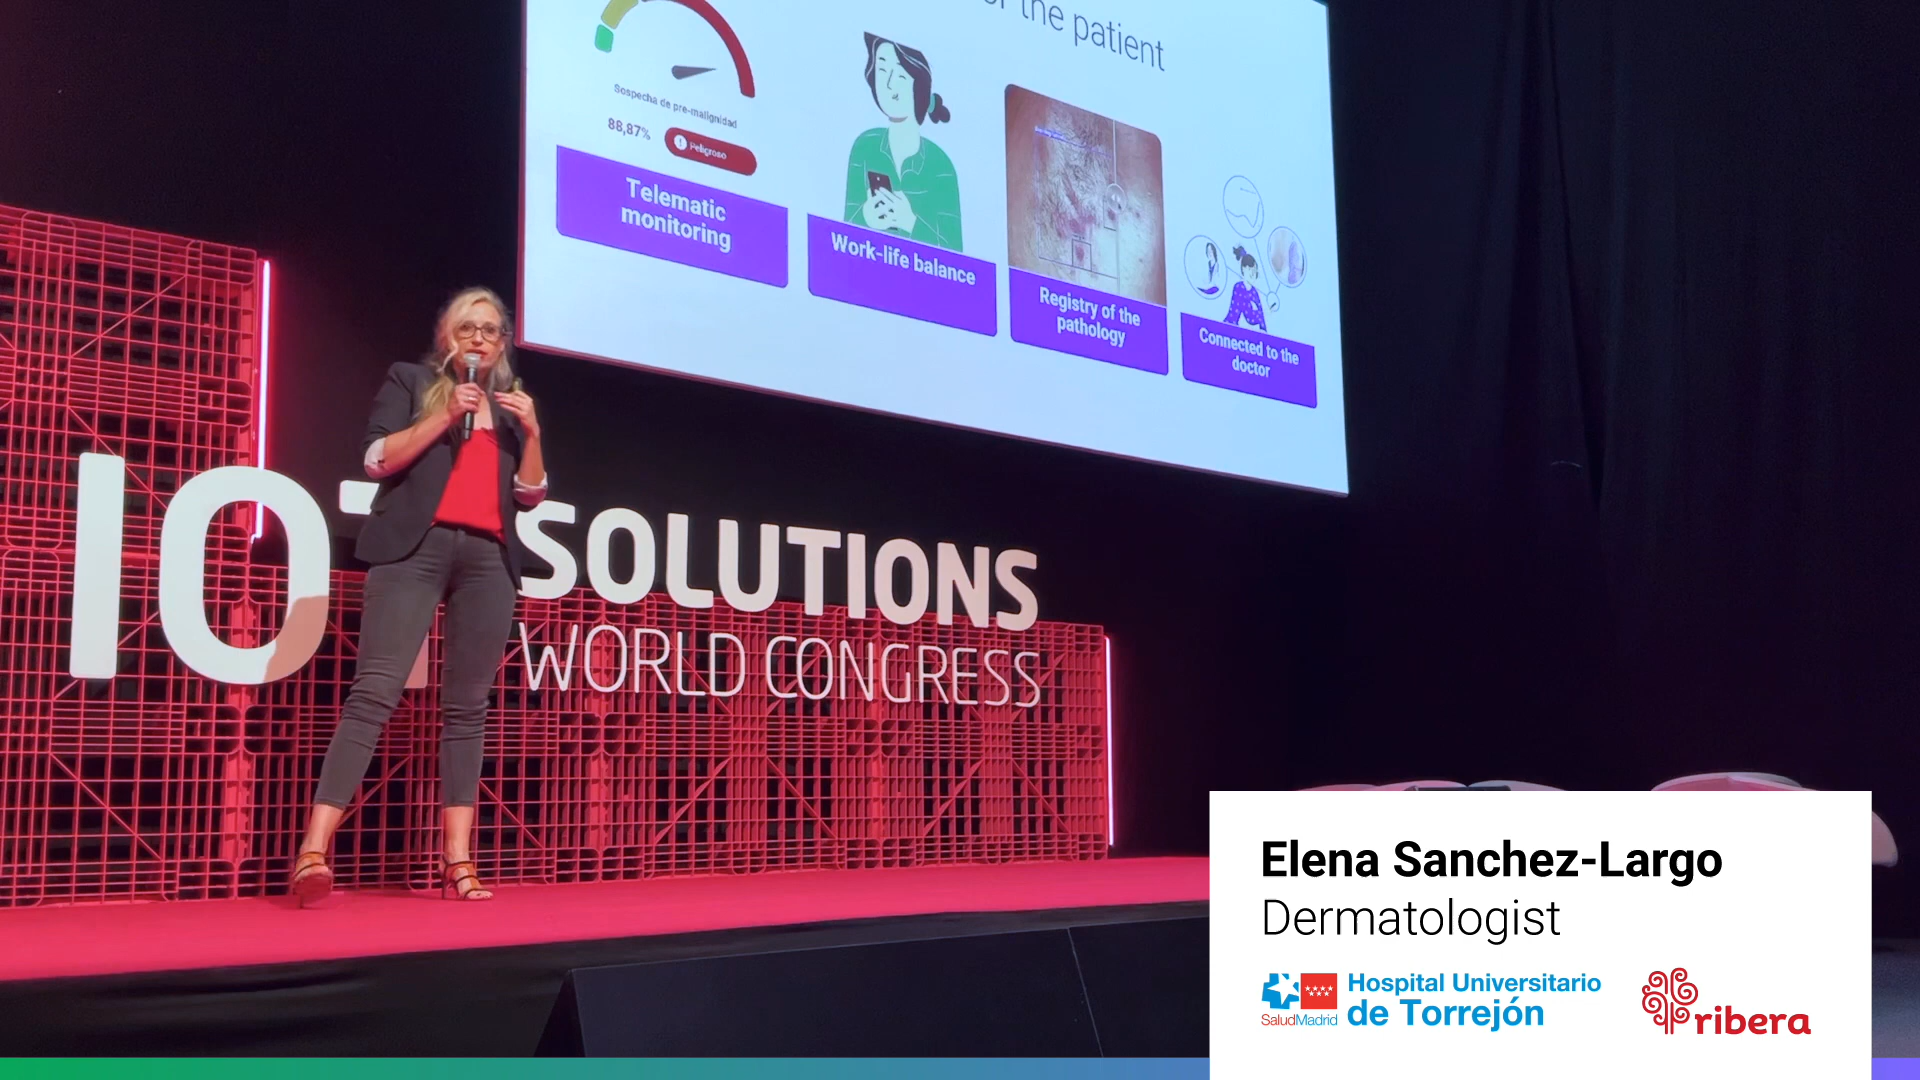 the patient
Sospecha de pre-malignidad
88,87%
Peligroso
Telematic
monitoring
Work-life balance
Registry of the
pathology
Connected to the
doctor
IOT
SOLUTIONS
WORLD CONGRESS
Elena Sanchez-Largo
Dermatologist
SaludMadrid
Hospital Universitario
de Torrejón
ribera